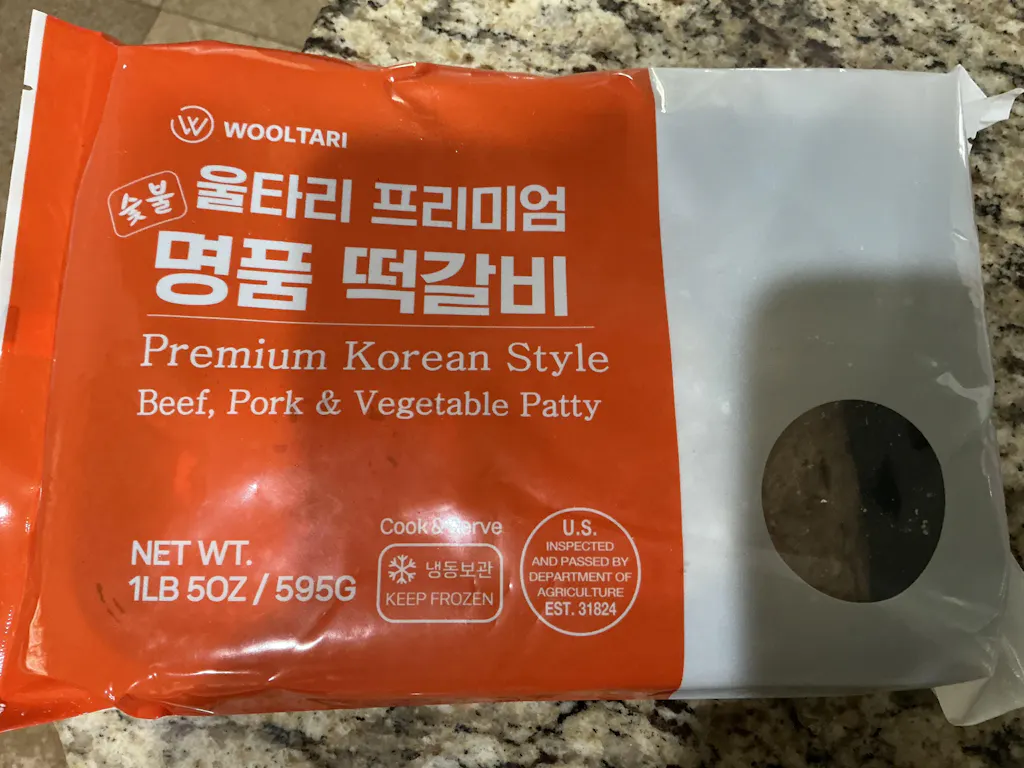 WOOLTARI
숯불
울타리 프리미엄
명품 떡갈비
Premium Korean Style
Beef, Pork & Vegetable Patty
NET WT.
1LB 5OZ / 595G
Cook & Serve
냉동보관
KEEP FROZEN
U.S.
INSPECTED
AND PASSED BY
DEPARTMENT OF
AGRICULTURE
EST. 31824